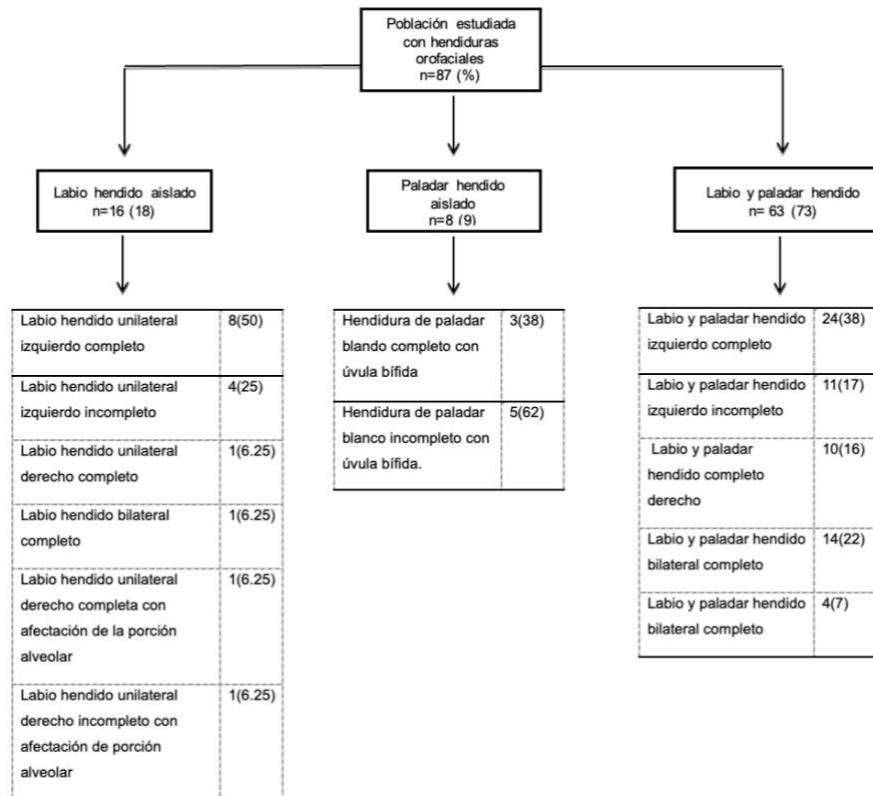 Población estudiada
con hendiduras
orofaciales
n=87 (%)
Labio hendido aislado
n=16 (18)
Paladar hendido
aislado
n=8 (9)
Labio y paladar hendido
n= 63 (73)
Labio hendido unilateral 8(50)
izquierdo completo
Labio hendido unilateral 4(25)
izquierdo incompleto
Labio hendido unilateral 1(6.25)
derecho completo
Labio hendido bilateral 1(6.25)
completo
Labio hendido unilateral 1(6.25)
derecho completa con
afectación de la porción
alveolar
Labio hendido unilateral 1(6.25)
derecho incompleto con
afectación de porción
alveolar
Hendidura de paladar 3(38)
blando completo con
úvula bífida
Hendidura de paladar 5(62)
blanco incompleto con
úvula bífida.
Labio y paladar hendido 24(38)
izquierdo completo
Labio y paladar hendido 11(17)
izquierdo incompleto
Labio y paladar 10(16)
hendido completo
derecho
Labio y paladar hendido 14(22)
bilateral completo
Labio y paladar hendido 4(7)
bilateral completo